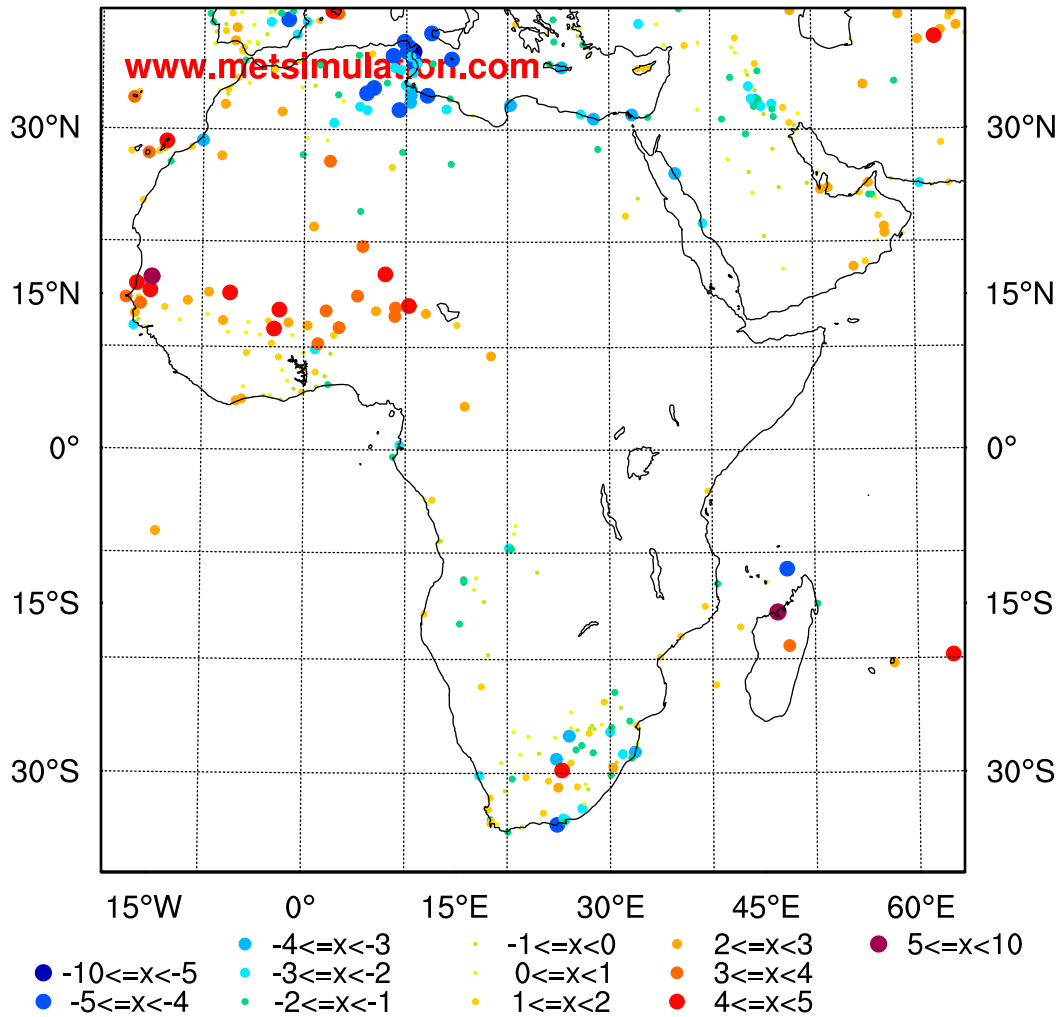 www.metsimulation.com
30°N 30°N
15°N 15°N
0° 0°
15°S 15°S
30°S 30°S
15°W 0° 15°E 30°E 45°E 60°E
-4<=x<-3 -1<=x<0 2<=x<3 5<=x<10
-10<=x<-5 -3<=x<-2 0<=x<1 3<=x<4
-5<=x<-4 -2<=x<-1 1<=x<2 4<=x<5